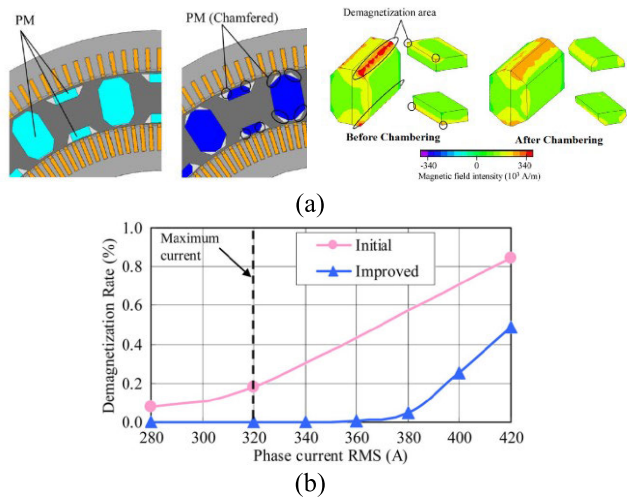 (a)
PM
PM (Chamfered)
Demagnetization area
Before Chambering
After Chambering
-340
0
340
Magnetic field intensity (10³ A/m)
(a)
Maximum
current
Initial
Improved
Demagnetization Rate (%)
1.0
0.8
0.6
0.4
0.2
0.0
280 300 320 340 360 380 400 420
Phase current RMS (A)
(b)